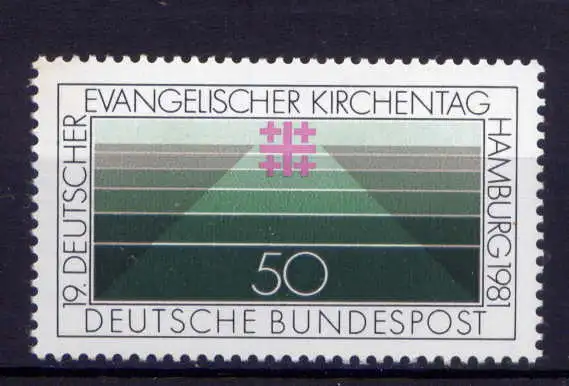 19. DEUTSCHER
EVANGELISCHER KIRCHENTAG
HAMBURG 1981
50
DEUTSCHE BUNDESPOST